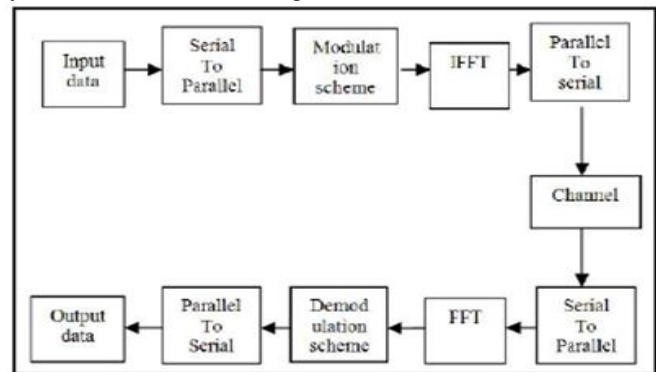 Input
data
Serial
To
Parallel
Modulat
ion
scheme
IFFT
Parallel
To
serial
Channel
Serial
To
Parallel
FFT
Demod
ulation
scheme
Parallel
To
Serial
Output
data